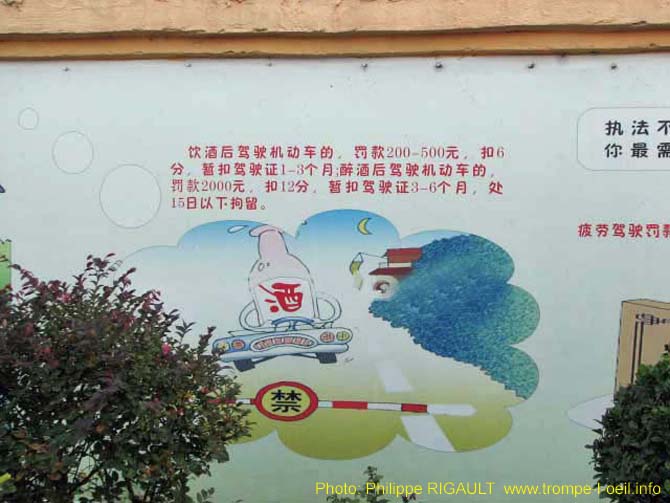 饮酒后驾驶机动车的，罚款200-500元，扣6
分，暂扣驾驶证1-3个月;醉酒后驾驶机动车的，
罚款2000元，扣12分，暂扣驾驶证3-6个月，处
15日以下拘留。
酒
禁
执法不
你最需
疲劳驾驶罚款
Photo: Philippe RIGAULT www.trompe-l-oeil.info